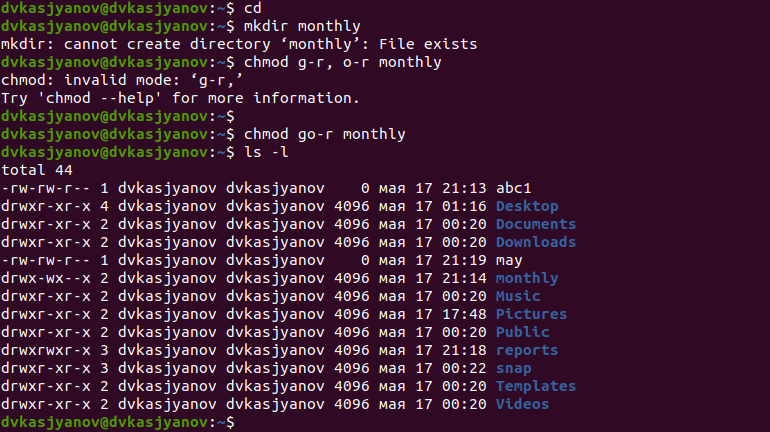 dvkasjyanov@dvkasjyanov:~$ cd
dvkasjyanov@dvkasjyanov:~$ mkdir monthly
mkdir: cannot create directory ‘monthly’: File exists
dvkasjyanov@dvkasjyanov:~$ chmod g-r, o-r monthly
chmod: invalid mode: ‘g-r,’
Try 'chmod --help' for more information.
dvkasjyanov@dvkasjyanov:~$
dvkasjyanov@dvkasjyanov:~$ chmod go-r monthly
dvkasjyanov@dvkasjyanov:~$ ls -l
total 44
-rw-rw-r-- 1 dvkasjyanov dvkasjyanov    0 мая 17 21:13 abc1
drwxr-xr-x 4 dvkasjyanov dvkasjyanov 4096 мая 17 01:16 Desktop
drwxr-xr-x 2 dvkasjyanov dvkasjyanov 4096 мая 17 00:20 Documents
drwxr-xr-x 2 dvkasjyanov dvkasjyanov 4096 мая 17 00:20 Downloads
-rw-rw-r-- 1 dvkasjyanov dvkasjyanov    0 мая 17 21:19 may
drwx-wx--x 2 dvkasjyanov dvkasjyanov 4096 мая 17 21:14 monthly
drwxr-xr-x 2 dvkasjyanov dvkasjyanov 4096 мая 17 00:20 Music
drwxr-xr-x 2 dvkasjyanov dvkasjyanov 4096 мая 17 17:48 Pictures
drwxr-xr-x 2 dvkasjyanov dvkasjyanov 4096 мая 17 00:20 Public
drwxrwxr-x 3 dvkasjyanov dvkasjyanov 4096 мая 17 21:18 reports
drwxr-xr-x 3 dvkasjyanov dvkasjyanov 4096 мая 17 00:22 snap
drwxr-xr-x 2 dvkasjyanov dvkasjyanov 4096 мая 17 00:20 Templates
drwxr-xr-x 2 dvkasjyanov dvkasjyanov 4096 мая 17 00:20 Videos
dvkasjyanov@dvkasjyanov:~$